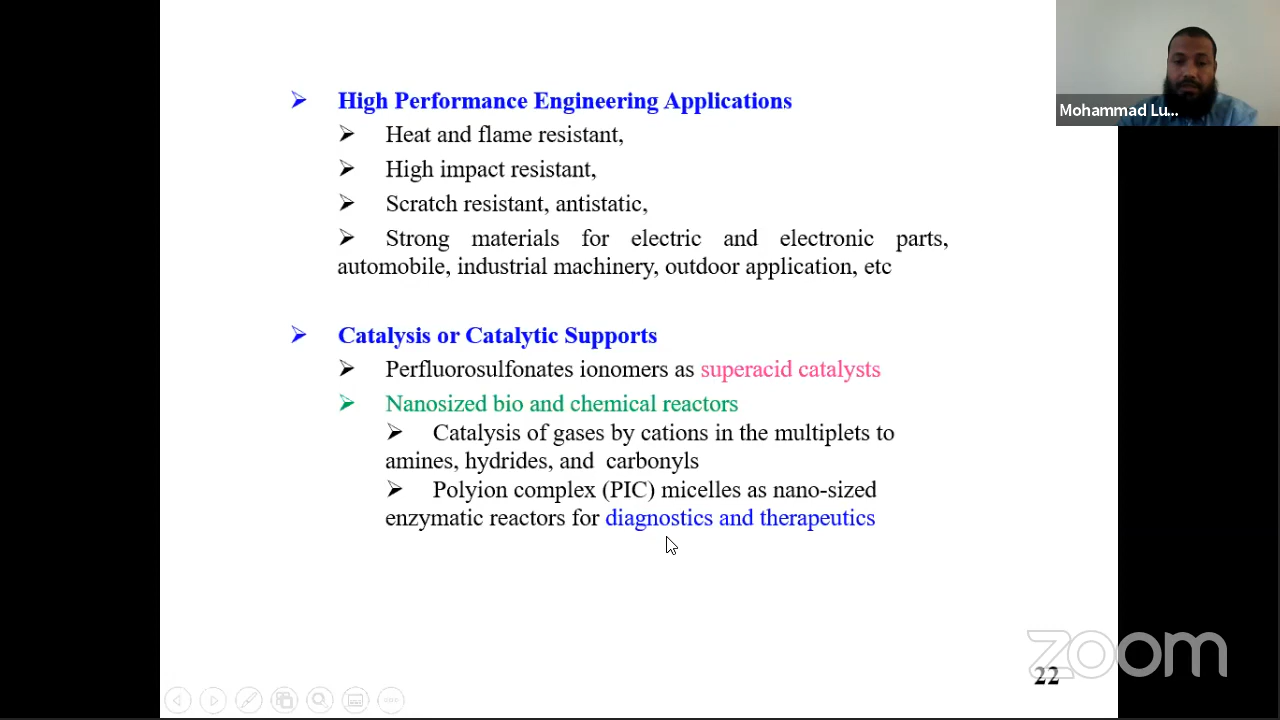 High Performance Engineering Applications
Heat and flame resistant,
High impact resistant,
Scratch resistant, antistatic,
Strong materials for electric and electronic parts,
automobile, industrial machinery, outdoor application, etc
Catalysis or Catalytic Supports
Perfluorosulfonates ionomers as superacid catalysts
Nanosized bio and chemical reactors
Catalysis of gases by cations in the multiplets to
amines, hydrides, and carbonyls
Polyion complex (PIC) micelles as nano-sized
enzymatic reactors for diagnostics and therapeutics
Mohammad Lu...
zoom
22